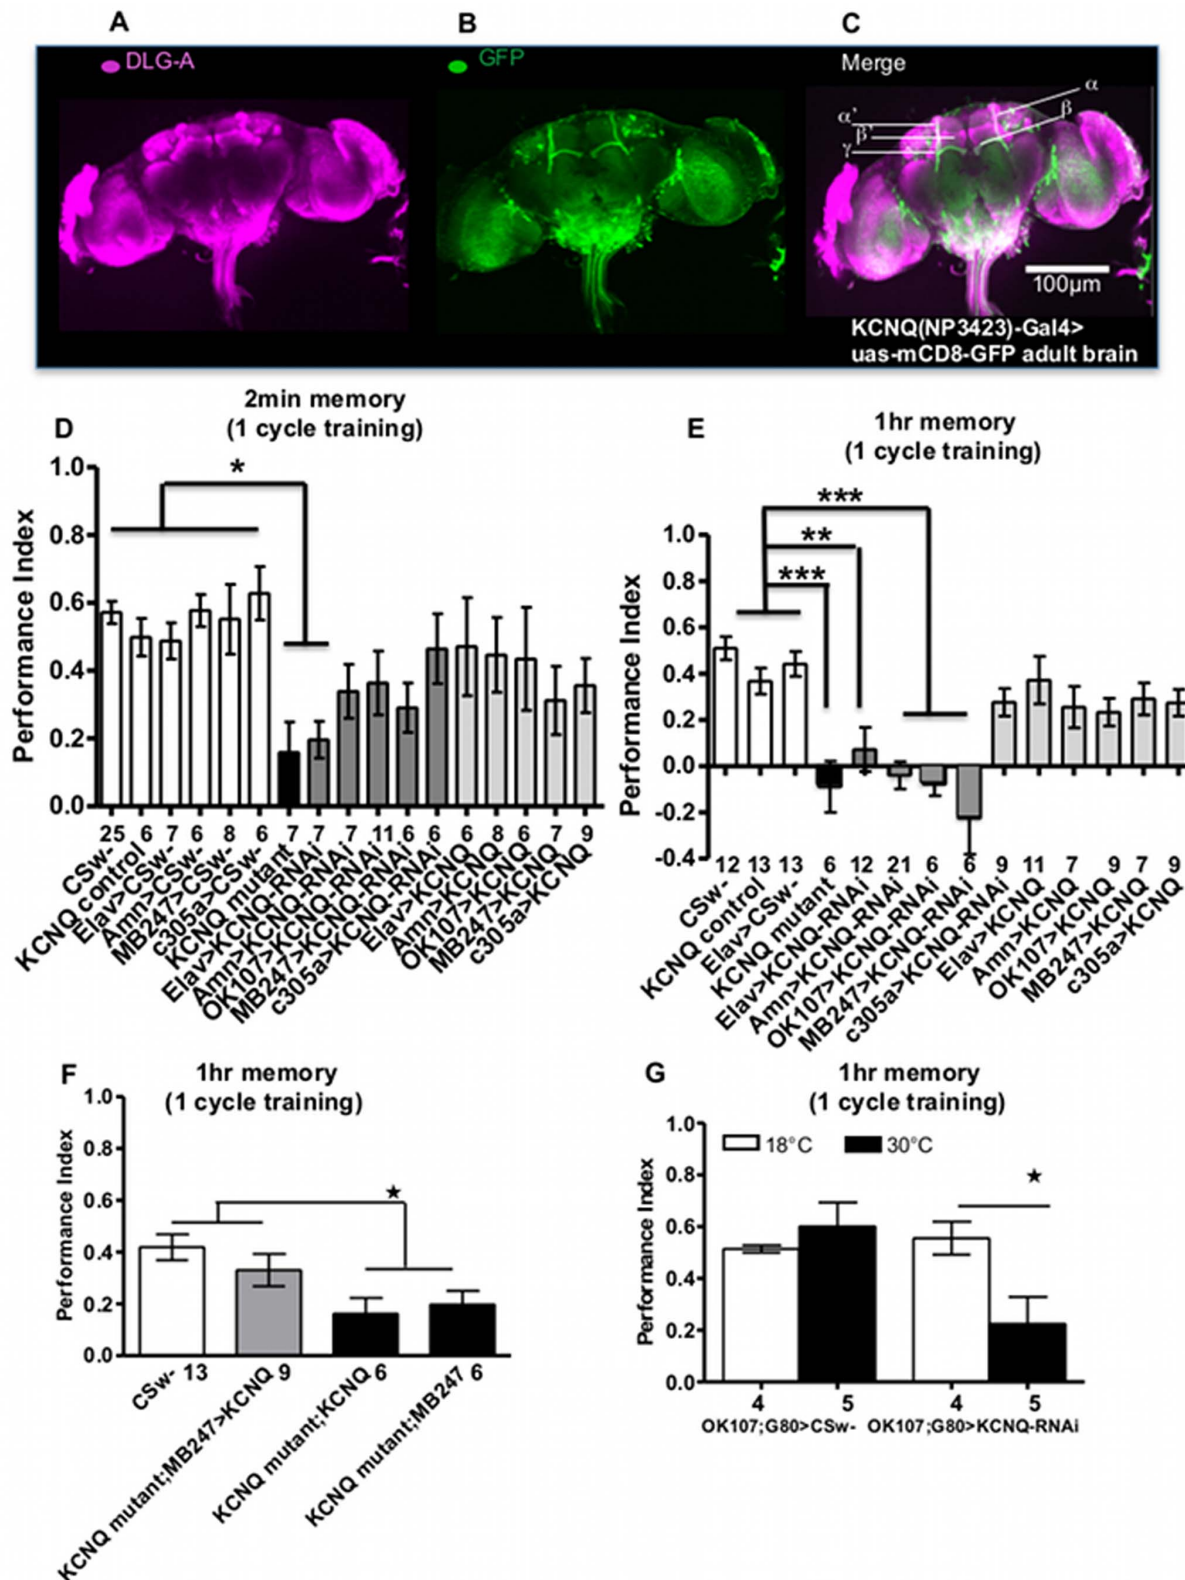 A
B
C
DLG-A
GFP
Merge
α
β
α'
β'
γ
100µm
KCNQ(NP3423)-Gal4>
uas-mCD8-GFP adult brain
D
2min memory
(1 cycle training)
*
Performance Index
1.0
0.8
0.6
0.4
0.2
0.0
25 6 7 6 8 6 7 7 7 11 6 6 6 8 6 7 9
CSw-
KCNQ control
Elav>CSw-
Amn>CSw-
MB247>CSw-
c305a>CSw-
KCNQ mutant
Elav>KCNQ-RNAi
Amn>KCNQ-RNAi
OK107>KCNQ-RNAi
MB247>KCNQ-RNAi
c305a>KCNQ-RNAi
Elav>KCNQ
Amn>KCNQ
OK107>KCNQ
MB247>KCNQ
c305a>KCNQ
E
1hr memory
(1 cycle training)
***
**
***
Performance Index
1.0
0.8
0.6
0.4
0.2
0.0
-0.2
-0.4
12 13 13 6 12 21 6 6 9 11 7 9 7 9
CSw-
KCNQ control
Elav>CSw-
KCNQ mutant
Elav>KCNQ-RNAi
Amn>KCNQ-RNAi
OK107>KCNQ-RNAi
MB247>KCNQ-RNAi
c305a>KCNQ-RNAi
Elav>KCNQ
Amn>KCNQ
OK107>KCNQ
MB247>KCNQ
c305a>KCNQ
F
1hr memory
(1 cycle training)
★
Performance Index
1.0
0.8
0.6
0.4
0.2
0.0
CSw- 13
KCNQ mutant;MB247>KCNQ 9
KCNQ mutant;KCNQ 6
KCNQ mutant;MB247 6
G
1hr memory
(1 cycle training)
18°C
30°C
★
Performance Index
1.0
0.8
0.6
0.4
0.2
0.0
4 5 4 5
OK107;G80>CSw- OK107;G80>KCNQ-RNAi